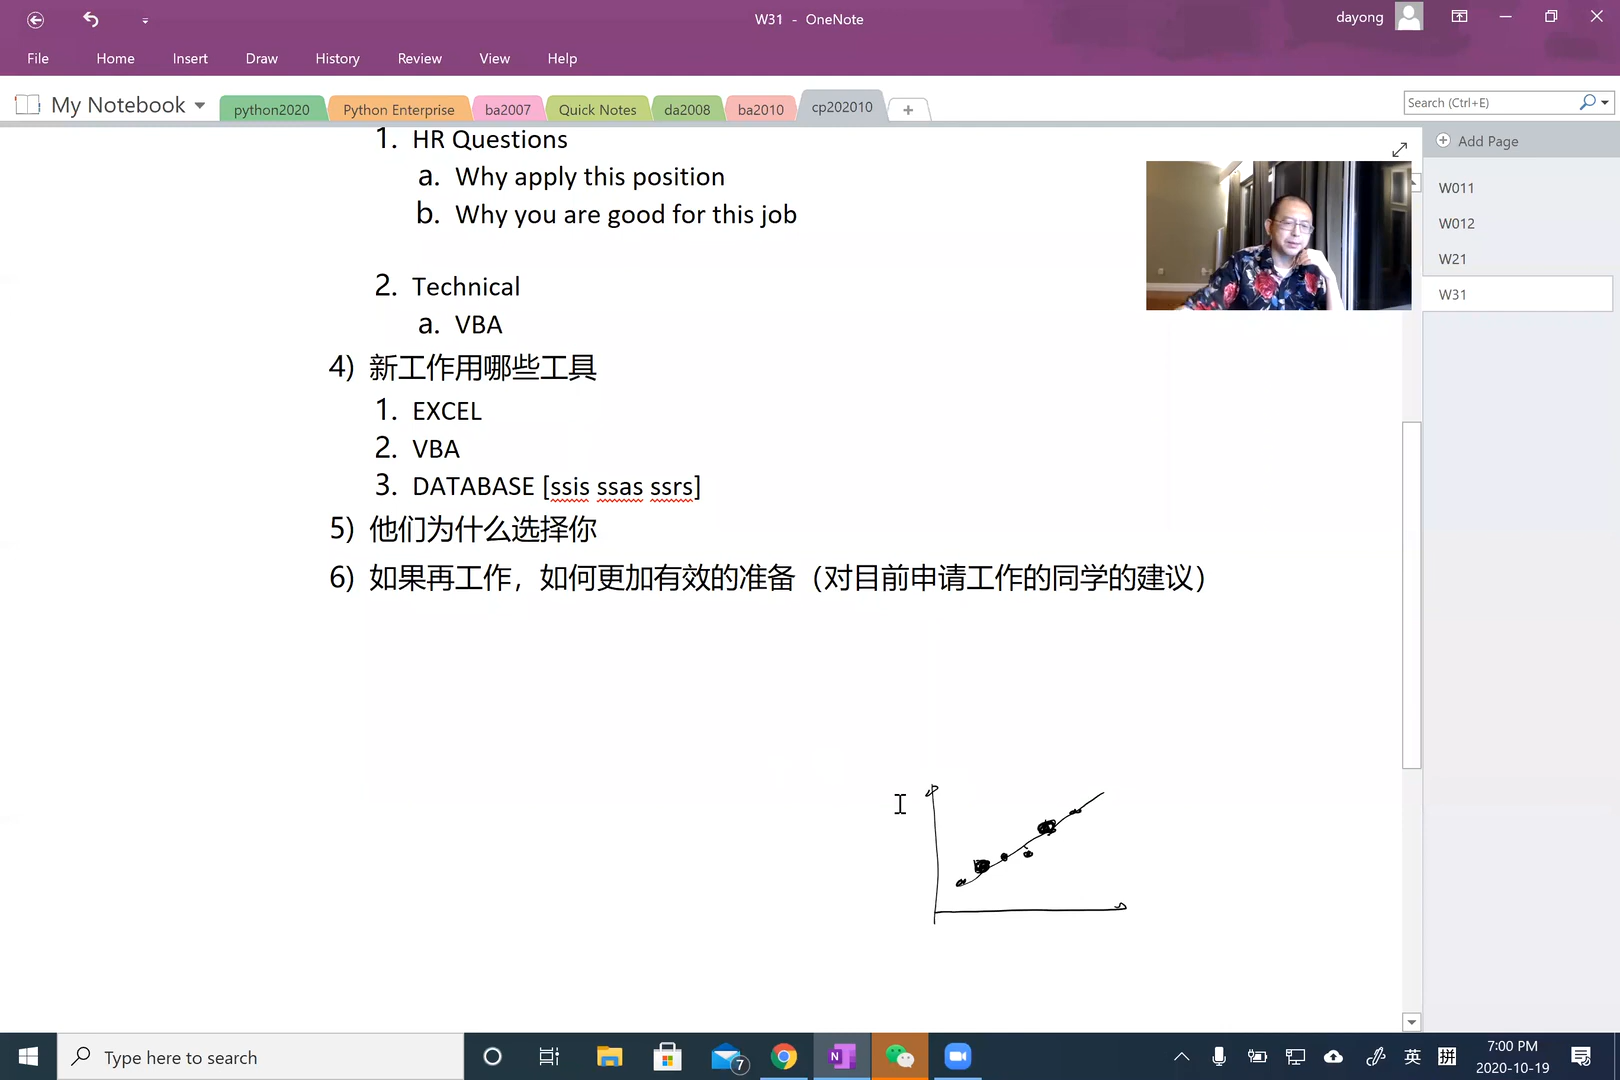 W31 - OneNote
dayong
File Home Insert Draw History Review View Help
My Notebook
python2020 Python Enterprise ba2007 Quick Notes da2008 ba2010 cp202010
Search (Ctrl+E)
Add Page
W011
W012
W21
W31
1. HR Questions
a. Why apply this position
b. Why you are good for this job
2. Technical
a. VBA
4) 新工作用哪些工具
1. EXCEL
2. VBA
3. DATABASE [ssis ssas ssrs]
5) 他们为什么选择你
6) 如果再工作，如何更加有效的准备（对目前申请工作的同学的建议）
Type here to search
7
英 拼
7:00 PM
2020-10-19